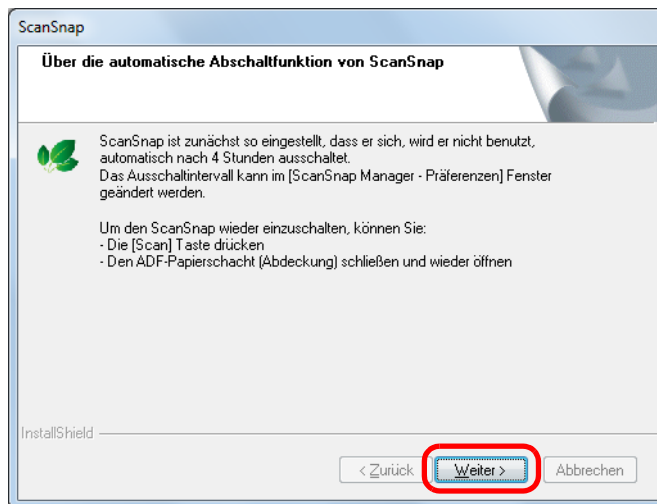 ScanSnap
Über die automatische Abschaltfunktion von ScanSnap
ScanSnap ist zunächst so eingestellt, dass er sich, wird er nicht benutzt,
automatisch nach 4 Stunden ausschaltet.
Das Ausschaltintervall kann im [ScanSnap Manager - Präferenzen] Fenster
geändert werden.
Um den ScanSnap wieder einzuschalten, können Sie:
- Die [Scan] Taste drücken
- Den ADF-Papierschacht (Abdeckung) schließen und wieder öffnen
InstallShield
< Zurück
Weiter >
Abbrechen